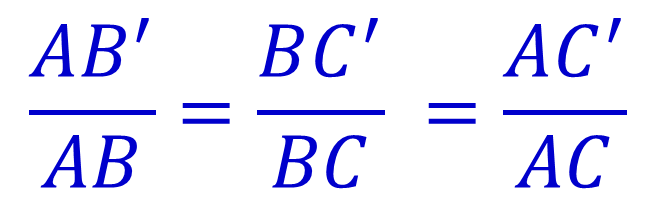 AB′/AB = BC′/BC = AC′/AC